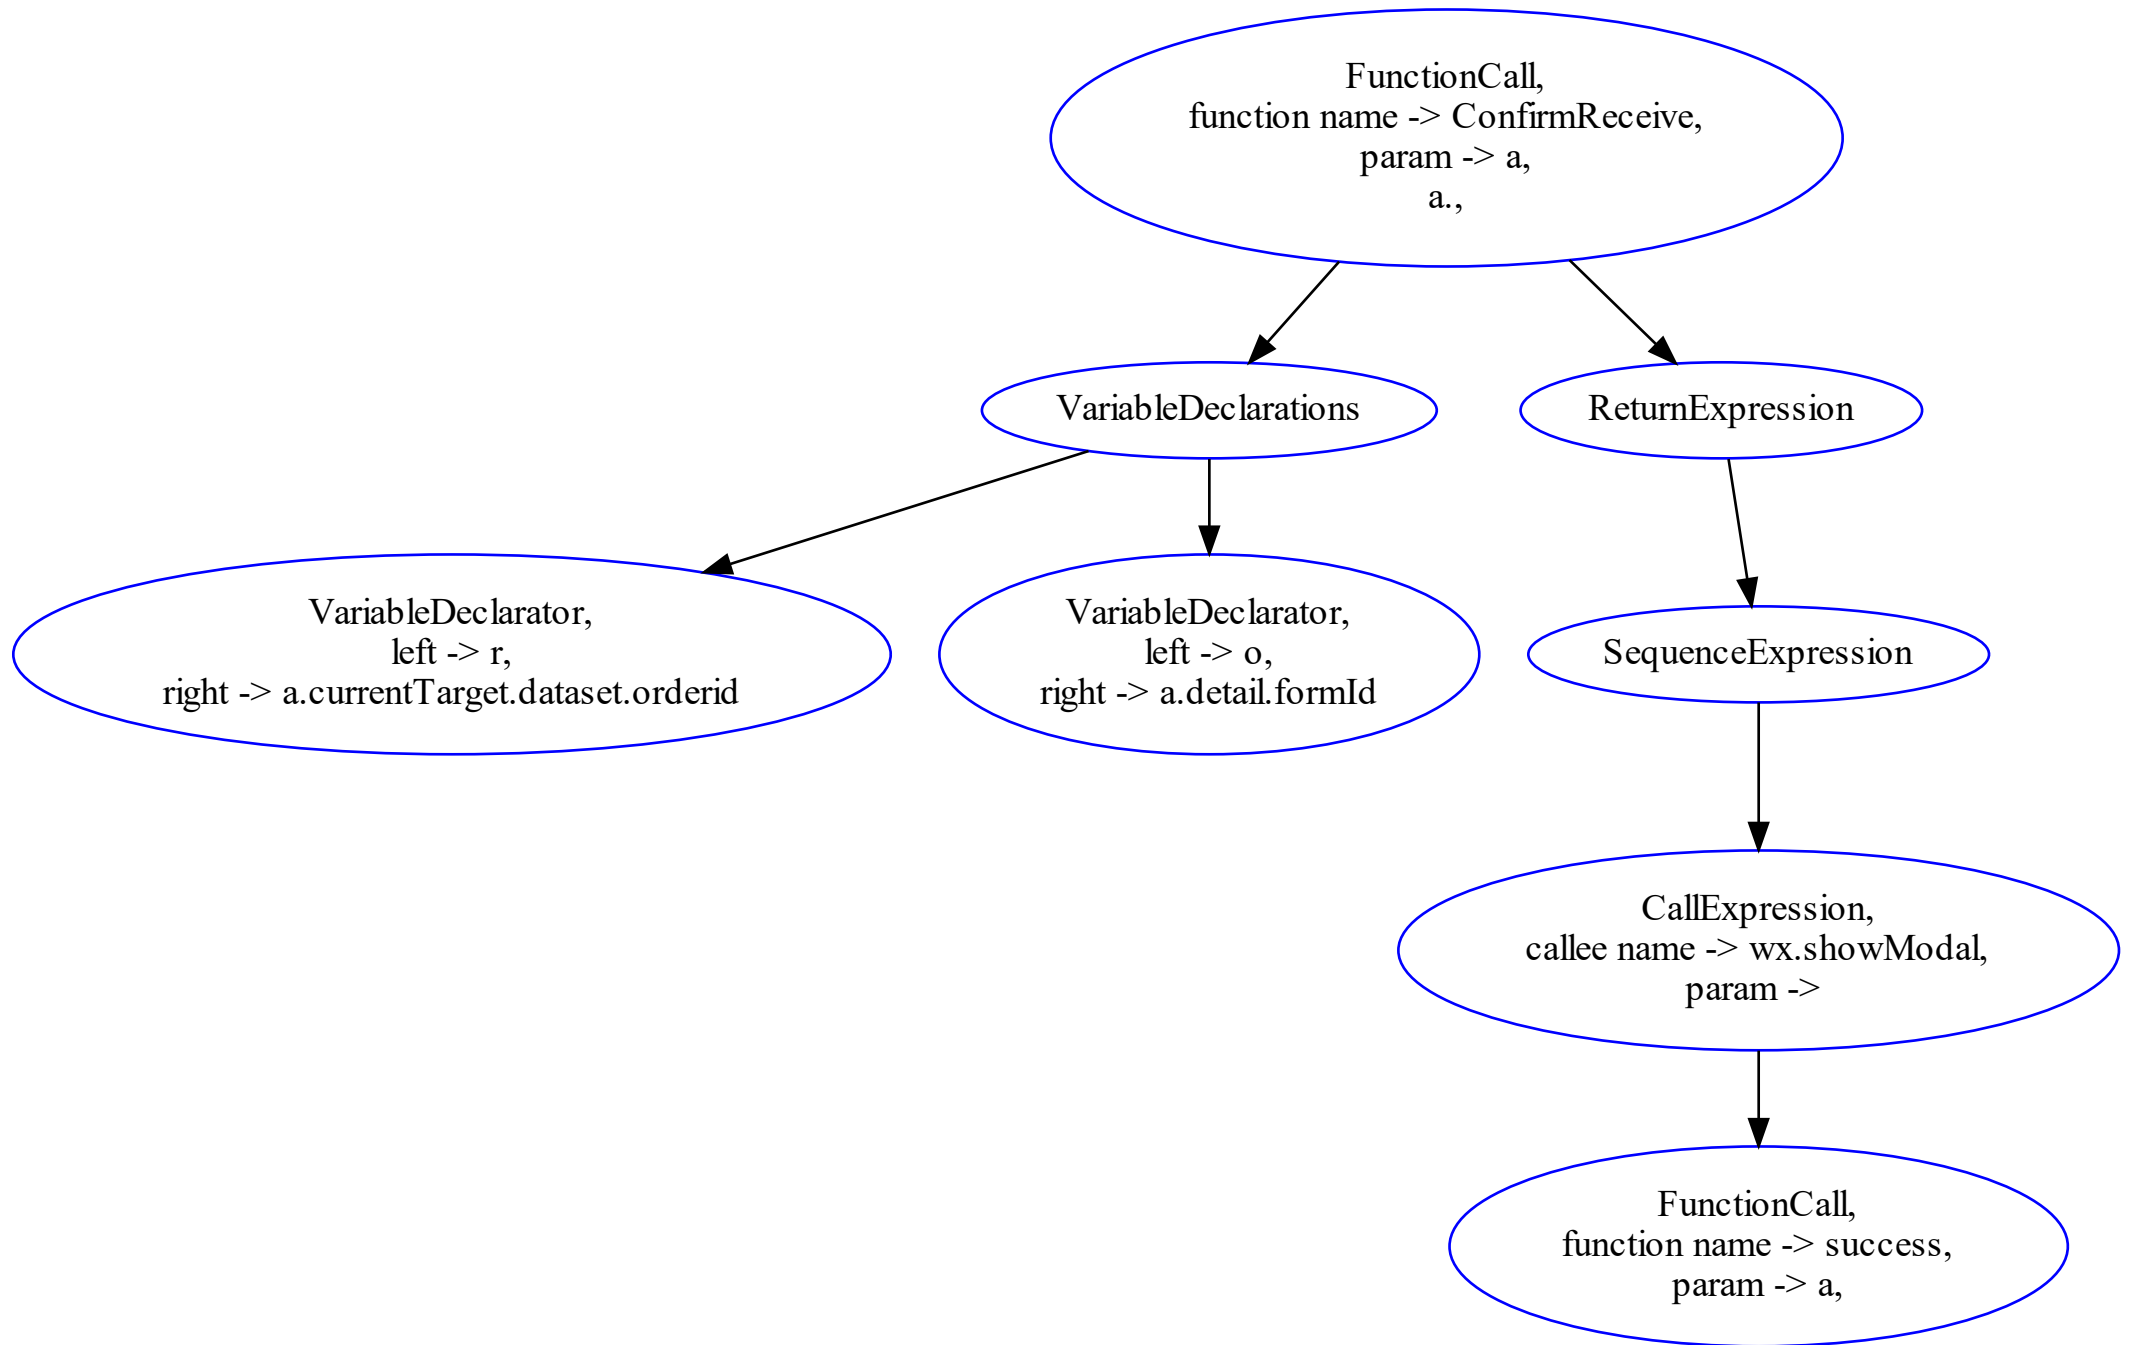 FunctionCall,
function name -> ConfirmReceive,
param -> a,
a.,
VariableDeclarations
ReturnExpression
VariableDeclarator,
left -> r,
right -> a.currentTarget.dataset.orderid
VariableDeclarator,
left -> o,
right -> a.detail.formId
SequenceExpression
CallExpression,
callee name -> wx.showModal,
param ->
FunctionCall,
function name -> success,
param -> a,